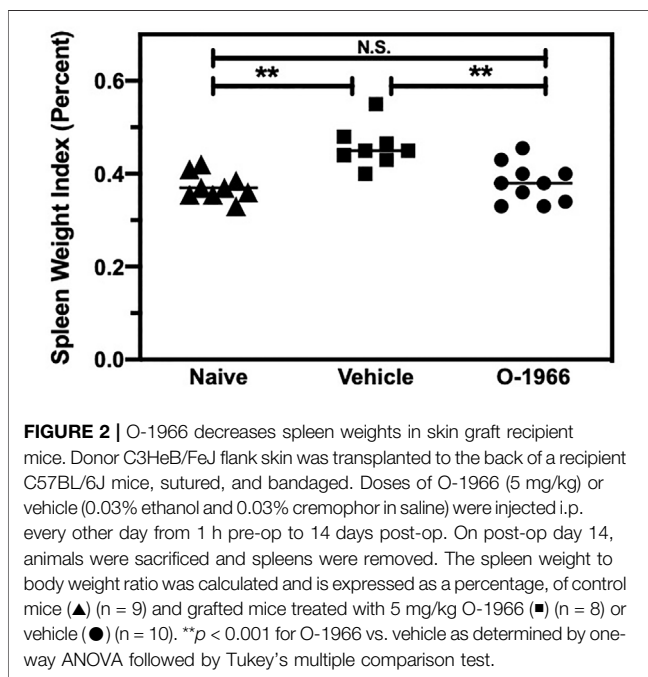 N.S.
**
**
Spleen Weight Index (Percent)
0.6
0.4
0.2
0.0
Naive
Vehicle
O-1966
FIGURE 2 | O-1966 decreases spleen weights in skin graft recipient
mice. Donor C3HeB/FeJ flank skin was transplanted to the back of a recipient
C57BL/6J mice, sutured, and bandaged. Doses of O-1966 (5 mg/kg) or
vehicle (0.03% ethanol and 0.03% cremophor in saline) were injected i.p.
every other day from 1 h pre-op to 14 days post-op. On post-op day 14,
animals were sacrificed and spleens were removed. The spleen weight to
body weight ratio was calculated and is expressed as a percentage, of control
mice (▲) (n = 9) and grafted mice treated with 5 mg/kg O-1966 (■) (n = 8) or
vehicle (●) (n = 10). **p < 0.001 for O-1966 vs. vehicle as determined by one-
way ANOVA followed by Tukey's multiple comparison test.